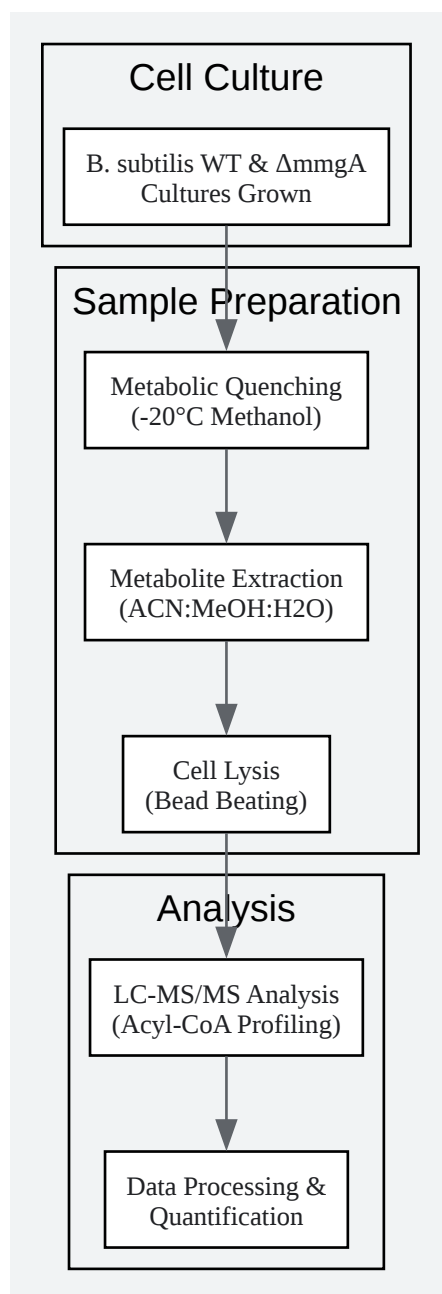 Cell Culture
B. subtilis WT & ΔmmgA
Cultures Grown
Sample Preparation
Metabolic Quenching
(-20°C Methanol)
Metabolite Extraction
(ACN:MeOH:H2O)
Cell Lysis
(Bead Beating)
Analysis
LC-MS/MS Analysis
(Acyl-CoA Profiling)
Data Processing &
Quantification